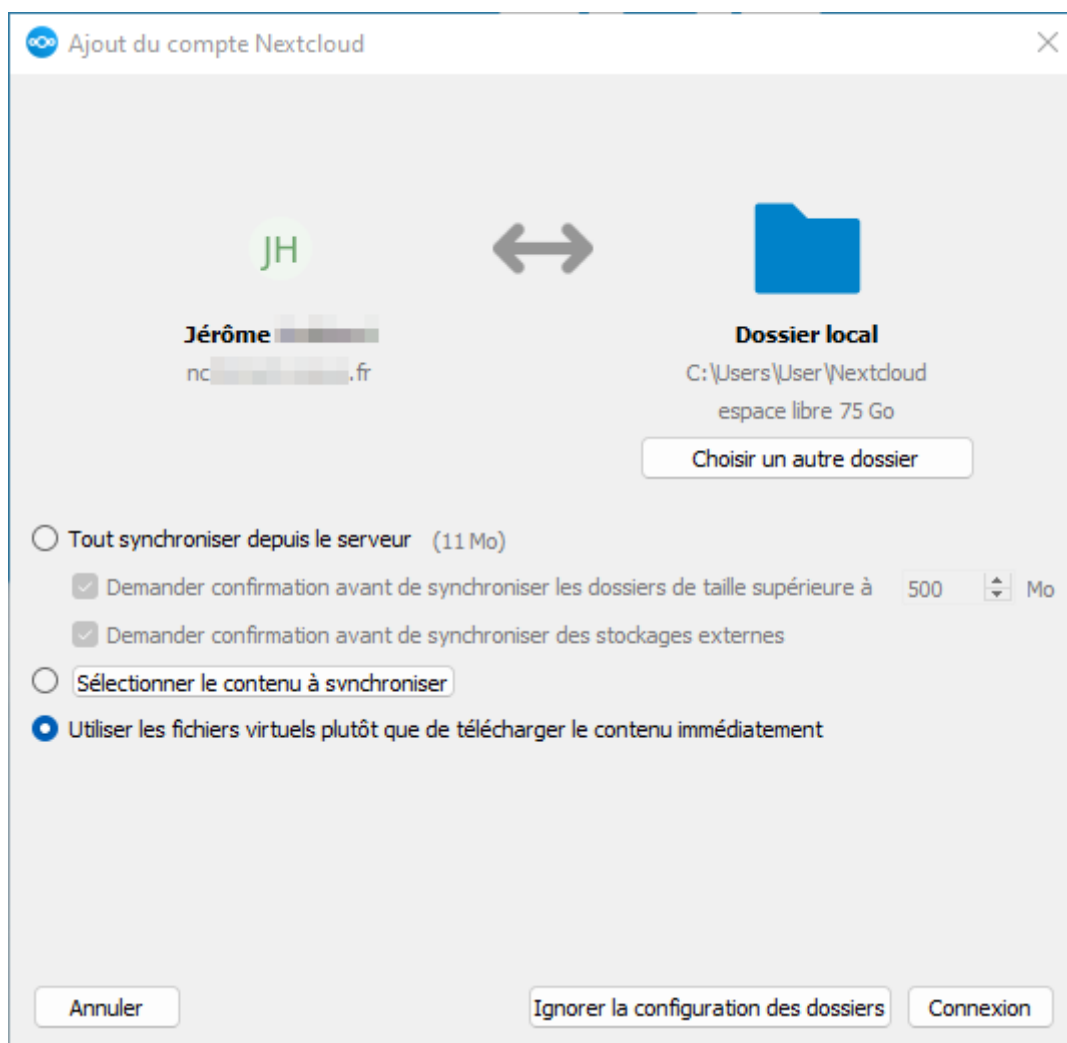 Ajout du compte Nextcloud
JH
Jérôme
nc .fr
Dossier local
C:\Users\User\Nextcloud
espace libre 75 Go
Choisir un autre dossier
Tout synchroniser depuis le serveur (11 Mo)
Demander confirmation avant de synchroniser les dossiers de taille supérieure à 500 Mo
Demander confirmation avant de synchroniser des stockages externes
Sélectionner le contenu à synchroniser
Utiliser les fichiers virtuels plutôt que de télécharger le contenu immédiatement
Annuler
Ignorer la configuration des dossiers
Connexion